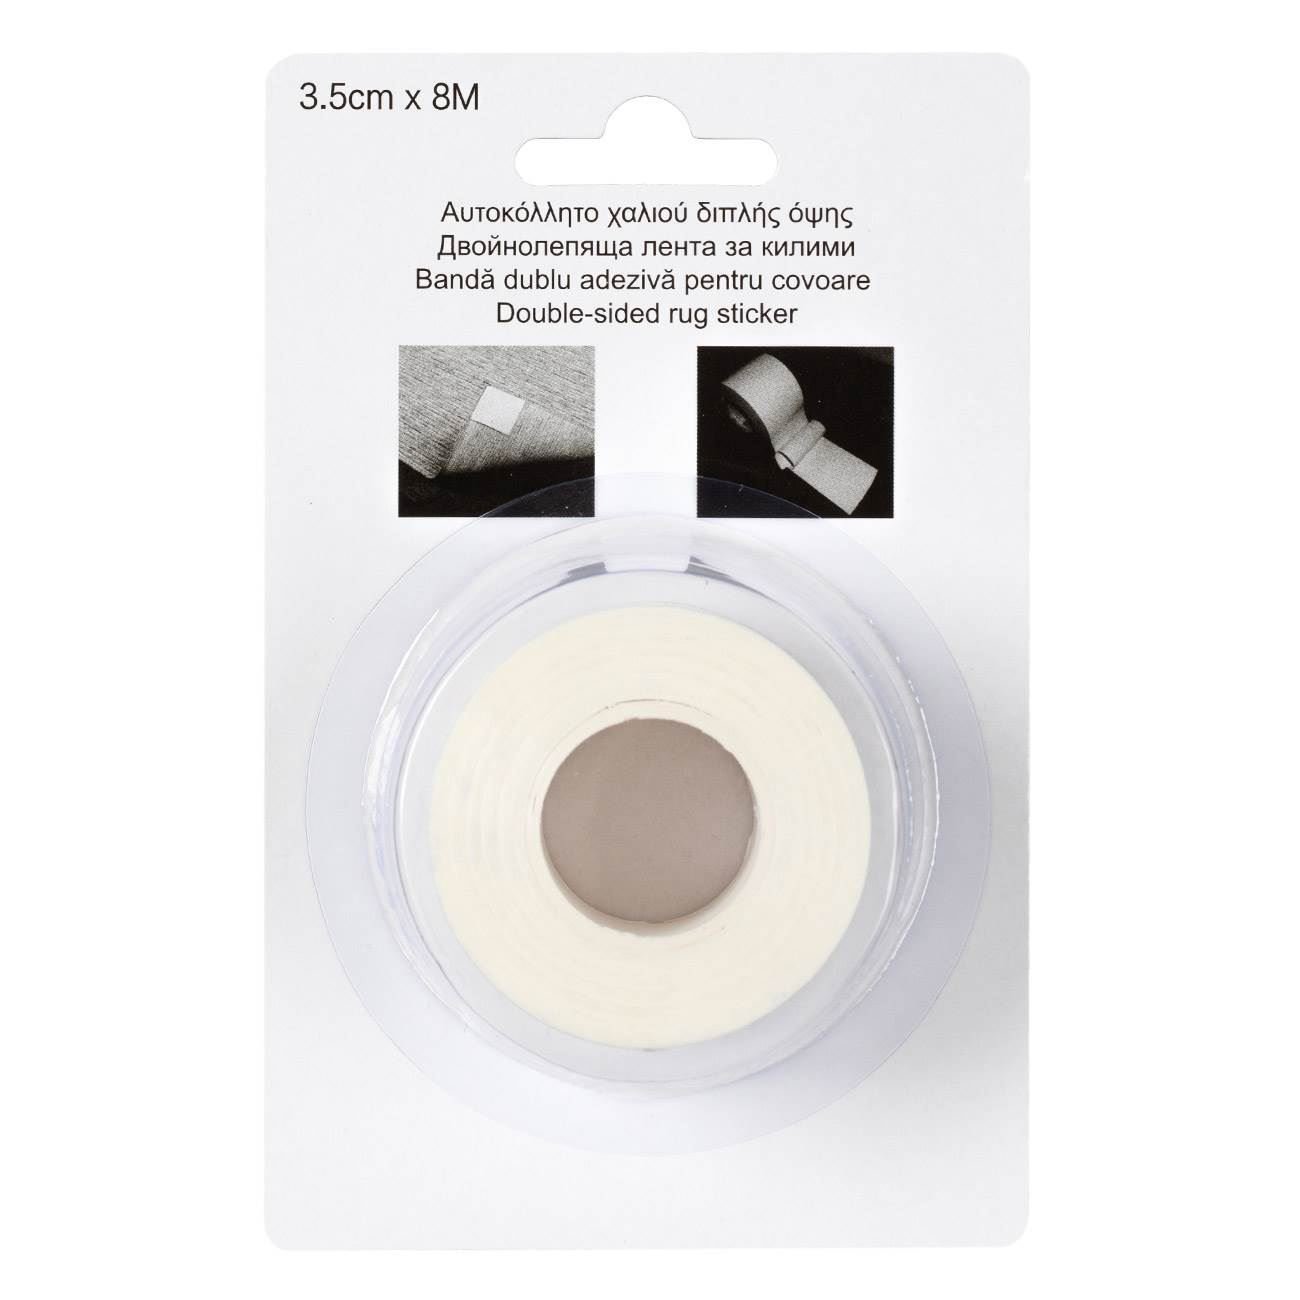 3.5cm x 8M
Αυτοκόλλητο χαλιού διπλής όψης
Двойнолепяща лента за килими
Bandă dublu adezivă pentru covoare
Double-sided rug sticker